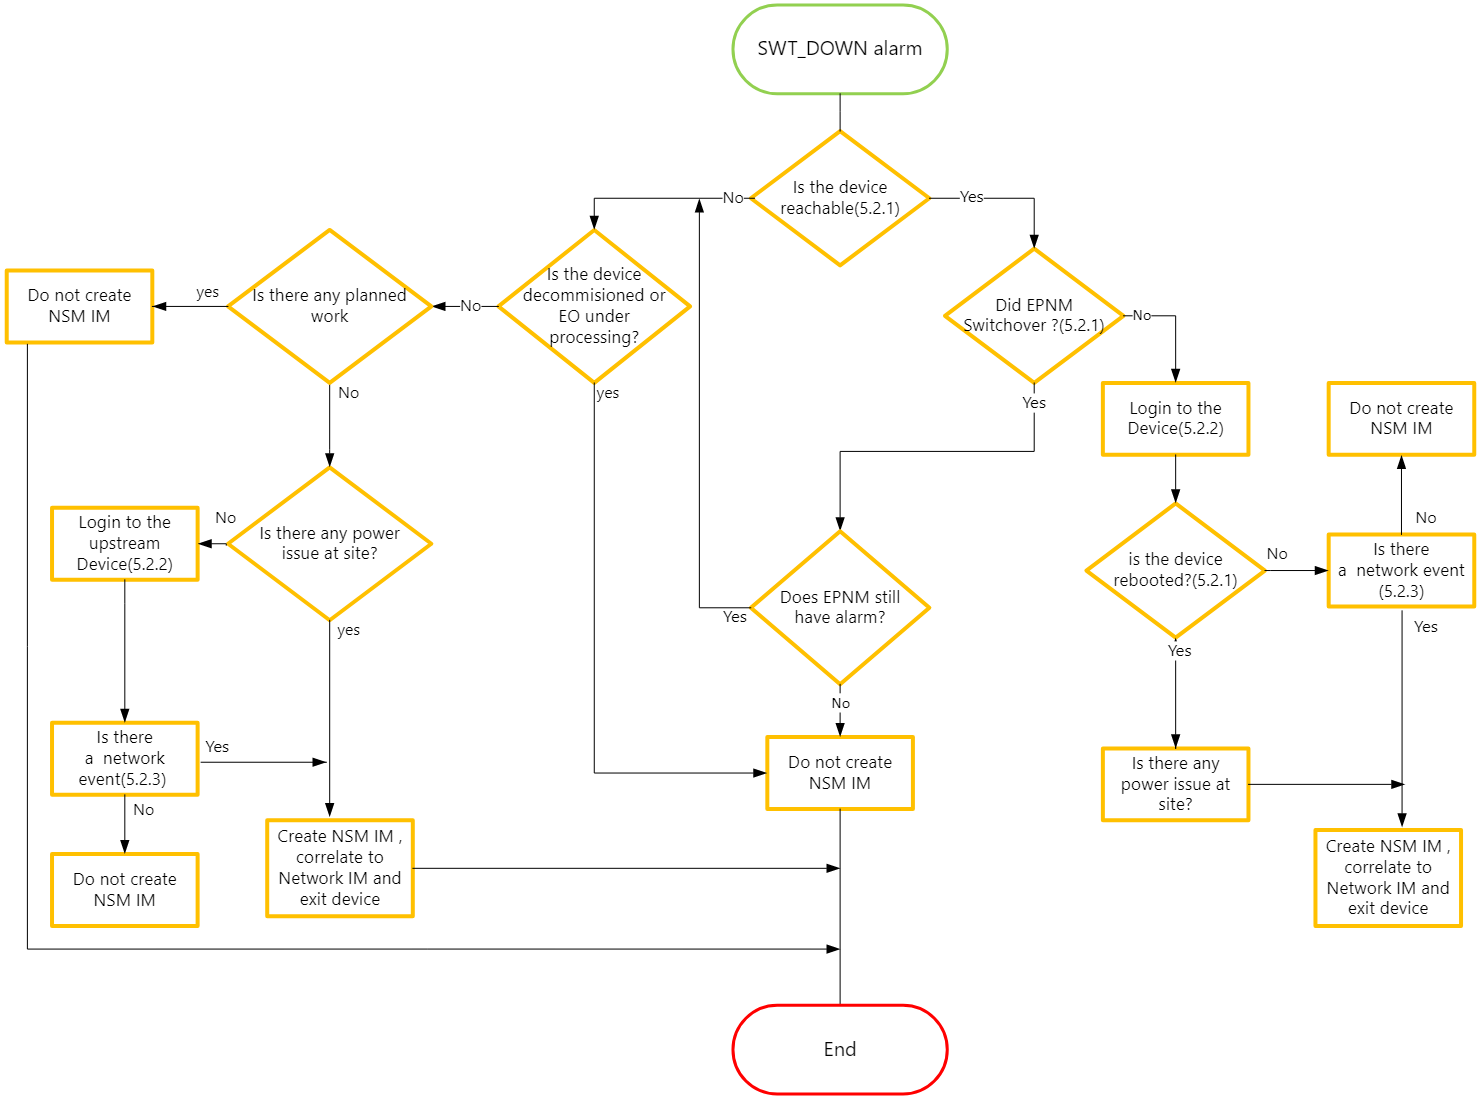 SWT_DOWN alarm
Is the device
reachable(5.2.1)
No
Yes
Is the device
decommisioned or
EO under
processing?
No
yes
Is there any planned
work
yes
No
Do not create
NSM IM
Did EPNM
Switchover ?(5.2.1)
No
Yes
Login to the
Device(5.2.2)
Do not create
NSM IM
Is there any power
issue at site?
No
yes
Login to the
upstream
Device(5.2.2)
Does EPNM still
have alarm?
Yes
No
is the device
rebooted?(5.2.1)
No
Yes
Is there
a  network event
(5.2.3)
No
Yes
Is there
a  network
event(5.2.3)
Yes
No
Do not create
NSM IM
Is there any
power issue at
site?
Create NSM IM ,
correlate to
Network IM and
exit device
Create NSM IM ,
correlate to
Network IM and
exit device
Do not create
NSM IM
End